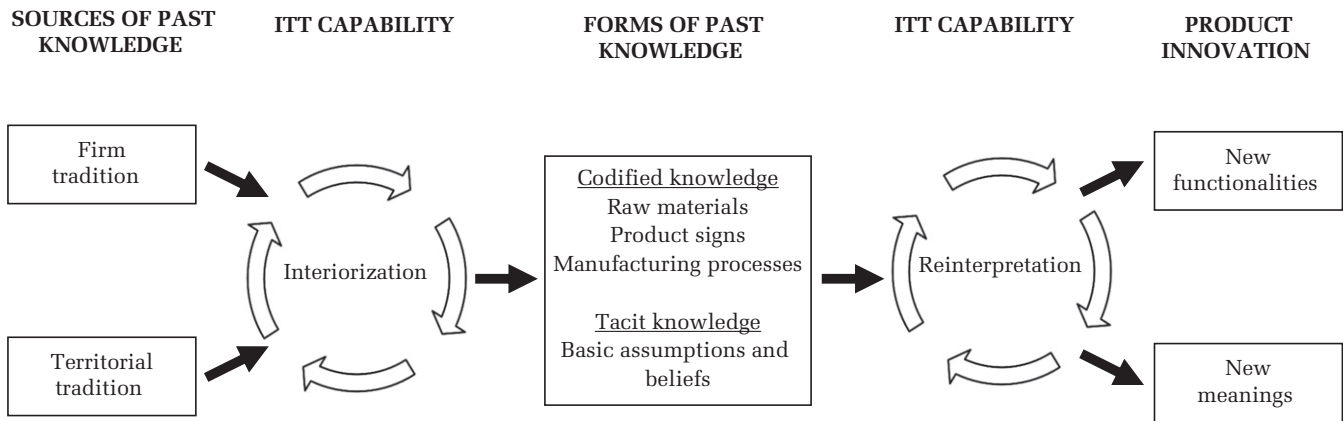 SOURCES OF PAST
KNOWLEDGE
ITT CAPABILITY
FORMS OF PAST
KNOWLEDGE
ITT CAPABILITY
PRODUCT
INNOVATION
Firm
tradition
Territorial
tradition
Interiorization
Codified knowledge
Raw materials
Product signs
Manufacturing processes
Tacit knowledge
Basic assumptions and
beliefs
Reinterpretation
New
functionalities
New
meanings